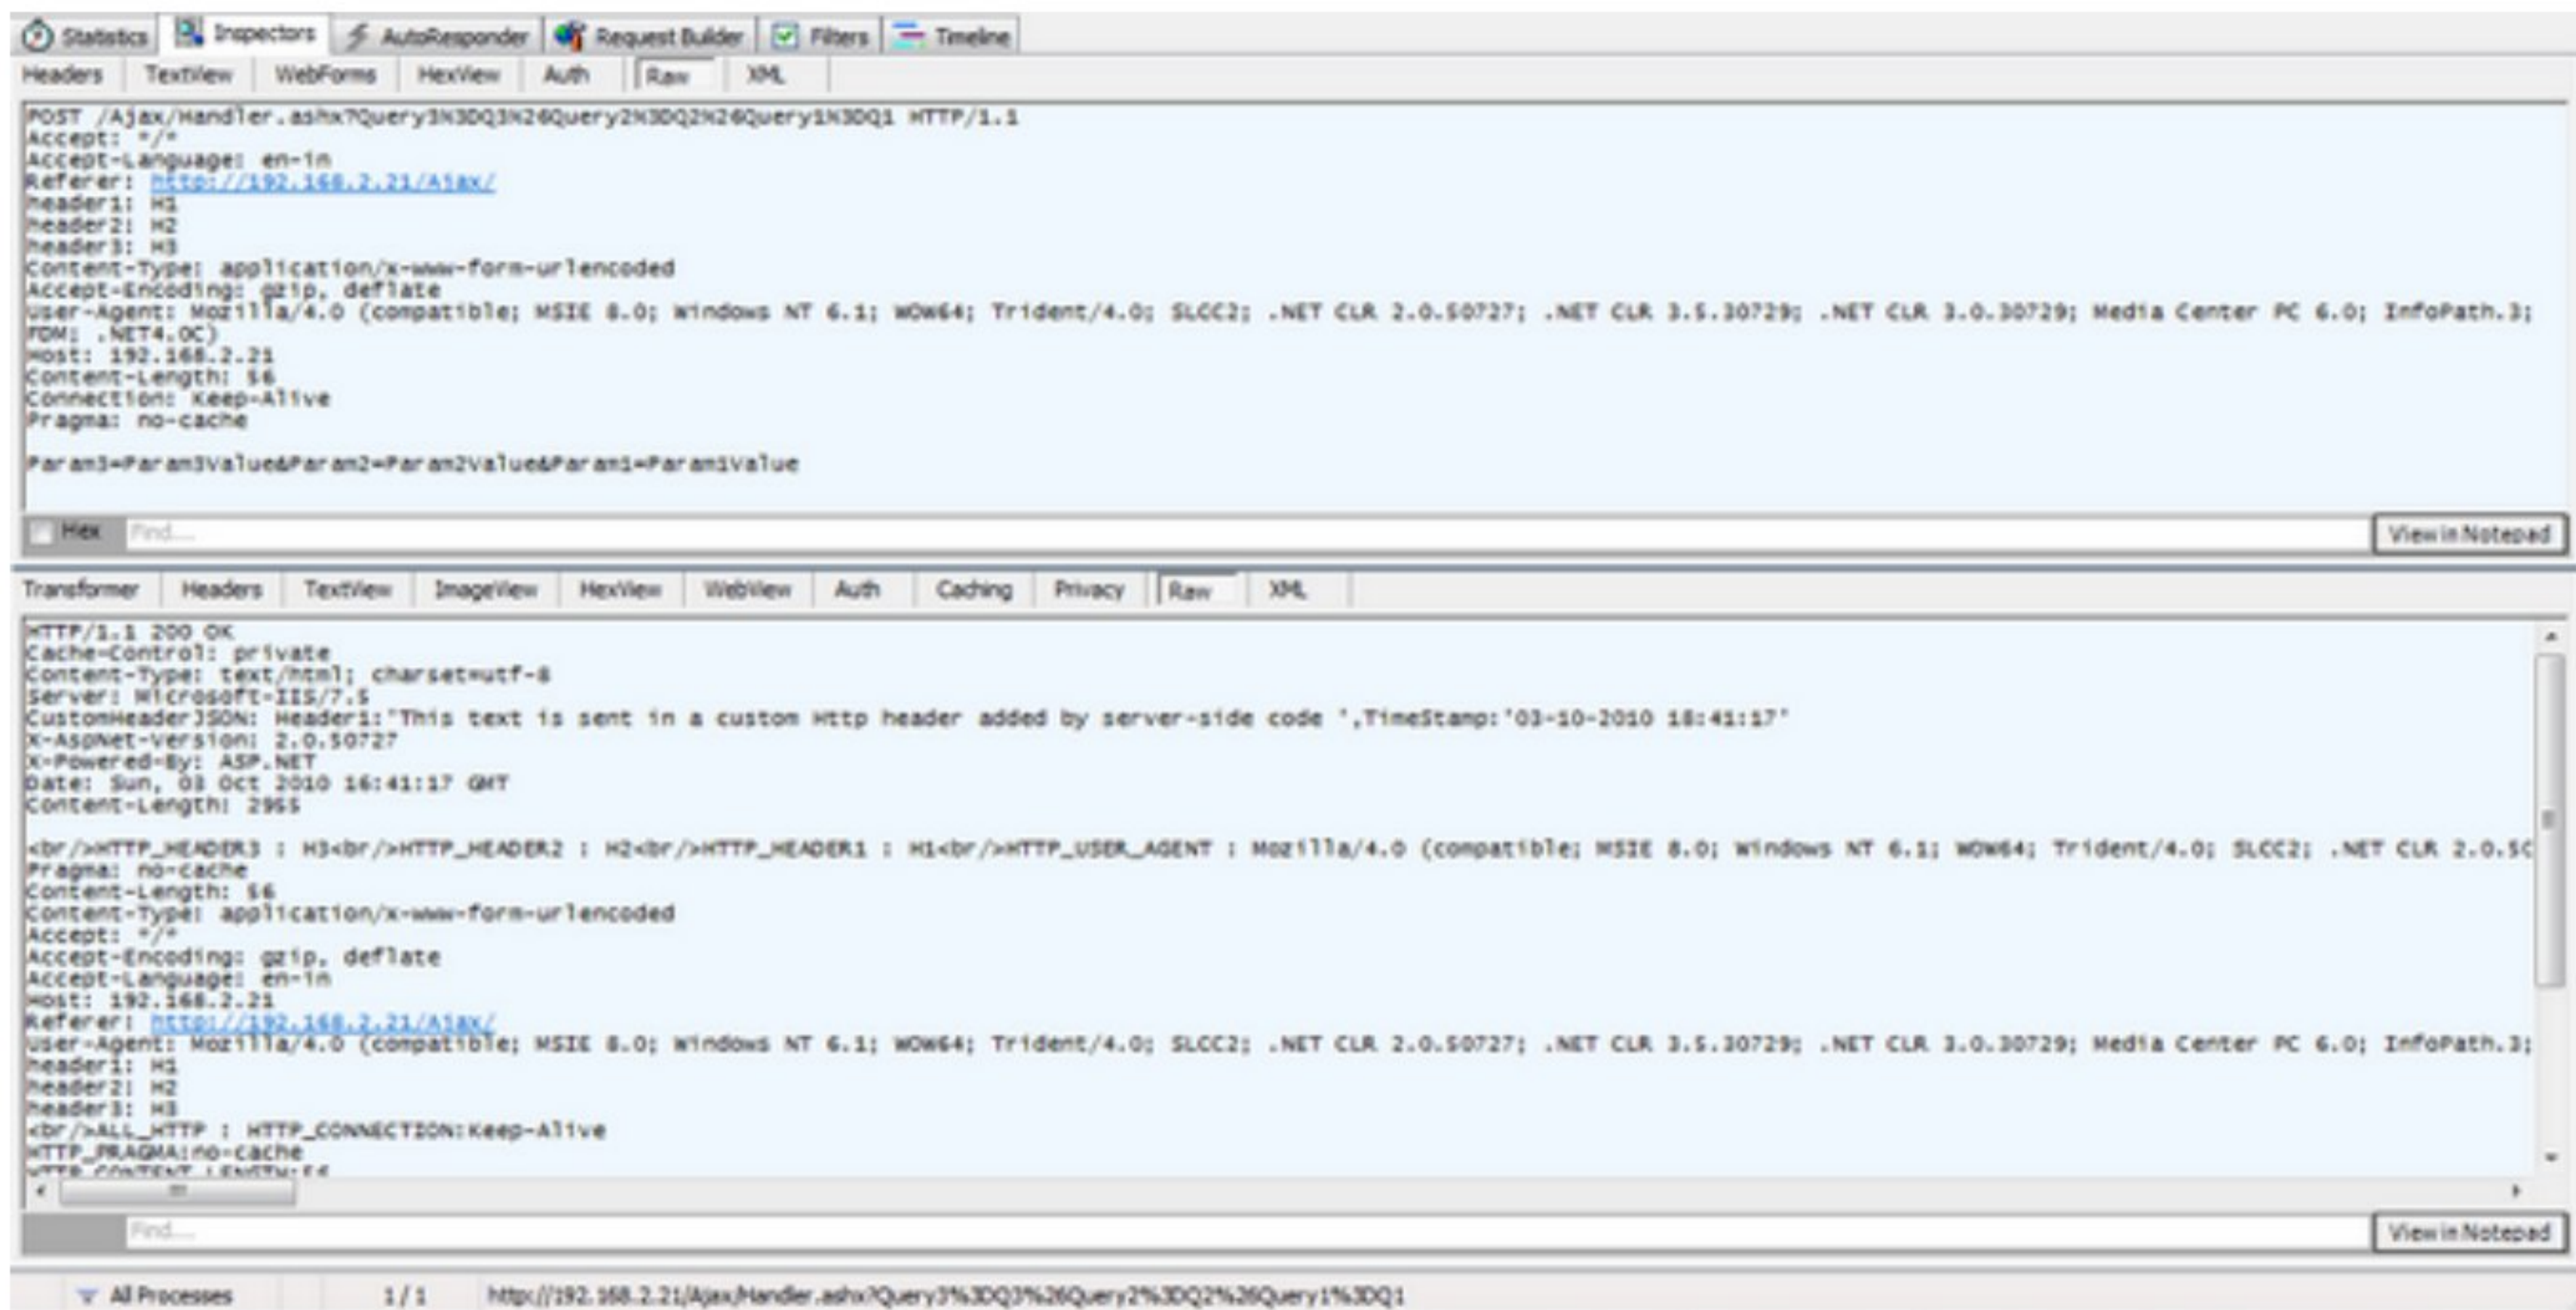 Statistics Inspectors AutoResponder Request Builder Filters Timeline
Headers TextView WebForms HexView Auth Raw XML
POST /Ajax/Handler.ashx?Query3%3DQ3%26Query2%3DQ2%26Query1%3DQ1 HTTP/1.1
Accept: */*
Accept-Language: en-in
Referer: http://192.168.2.21/Ajax/
header1: H1
header2: H2
header3: H3
Content-Type: application/x-www-form-urlencoded
Accept-Encoding: gzip, deflate
User-Agent: Mozilla/4.0 (compatible; MSIE 8.0; Windows NT 6.1; WOW64; Trident/4.0; SLCC2; .NET CLR 2.0.50727; .NET CLR 3.5.30729; .NET CLR 3.0.30729; Media Center PC 6.0; InfoPath.3;
FDM; .NET4.0C)
Host: 192.168.2.21
Content-Length: 56
Connection: Keep-Alive
Pragma: no-cache
Param3=Param3Value&Param2=Param2Value&Param1=Param1Value
Hex Find... View in Notepad
Transformer Headers TextView ImageView HexView WebView Auth Caching Privacy Raw XML
HTTP/1.1 200 OK
Cache-Control: private
Content-Type: text/html; charset=utf-8
Server: Microsoft-IIS/7.5
CustomHeaderJSON: Header1:'This text is sent in a custom Http header added by server-side code ',TimeStamp:'03-10-2010 18:41:17'
X-AspNet-Version: 2.0.50727
X-Powered-By: ASP.NET
Date: Sun, 03 Oct 2010 16:41:17 GMT
Content-Length: 2955
<br/>HTTP_HEADER3 : H3<br/>HTTP_HEADER2 : H2<br/>HTTP_HEADER1 : H1<br/>HTTP_USER_AGENT : Mozilla/4.0 (compatible; MSIE 8.0; Windows NT 6.1; WOW64; Trident/4.0; SLCC2; .NET CLR 2.0.50
Pragma: no-cache
Content-Length: 56
Content-Type: application/x-www-form-urlencoded
Accept: */*
Accept-Encoding: gzip, deflate
Accept-Language: en-in
Host: 192.168.2.21
Referer: http://192.168.2.21/Ajax/
User-Agent: Mozilla/4.0 (compatible; MSIE 8.0; Windows NT 6.1; WOW64; Trident/4.0; SLCC2; .NET CLR 2.0.50727; .NET CLR 3.5.30729; .NET CLR 3.0.30729; Media Center PC 6.0; InfoPath.3;
header1: H1
header2: H2
header3: H3
<br/>ALL_HTTP : HTTP_CONNECTION:Keep-Alive
HTTP_PRAGMA:no-cache
HTTP_CONTENT_LENGTH:56
Find... View in Notepad
All Processes 1 / 1 http://192.168.2.21/Ajax/Handler.ashx?Query3%3DQ3%26Query2%3DQ2%26Query1%3DQ1